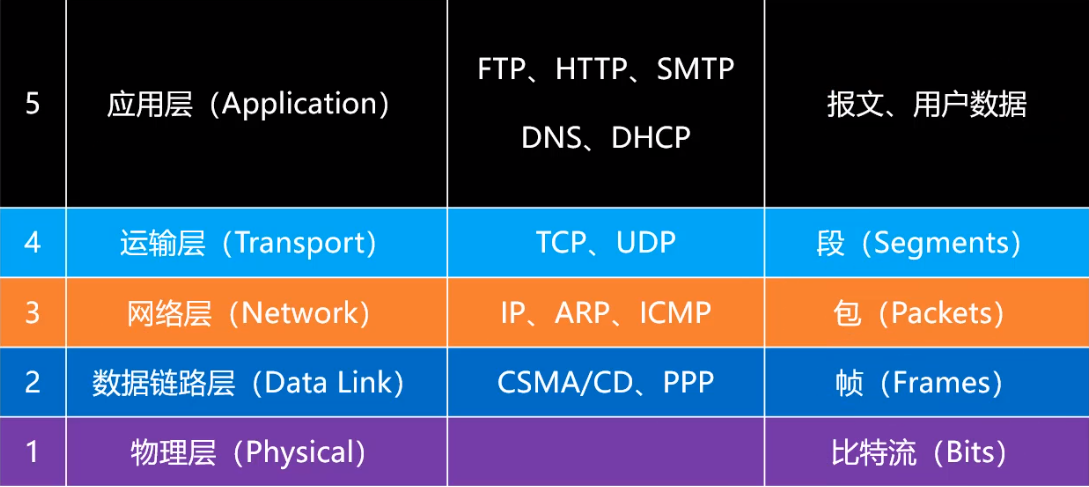 5 应用层（Application） FTP、HTTP、SMTP DNS、DHCP 报文、用户数据
4 运输层（Transport） TCP、UDP 段（Segments）
3 网络层（Network） IP、ARP、ICMP 包（Packets）
2 数据链路层（Data Link） CSMA/CD、PPP 帧（Frames）
1 物理层（Physical） 比特流（Bits）